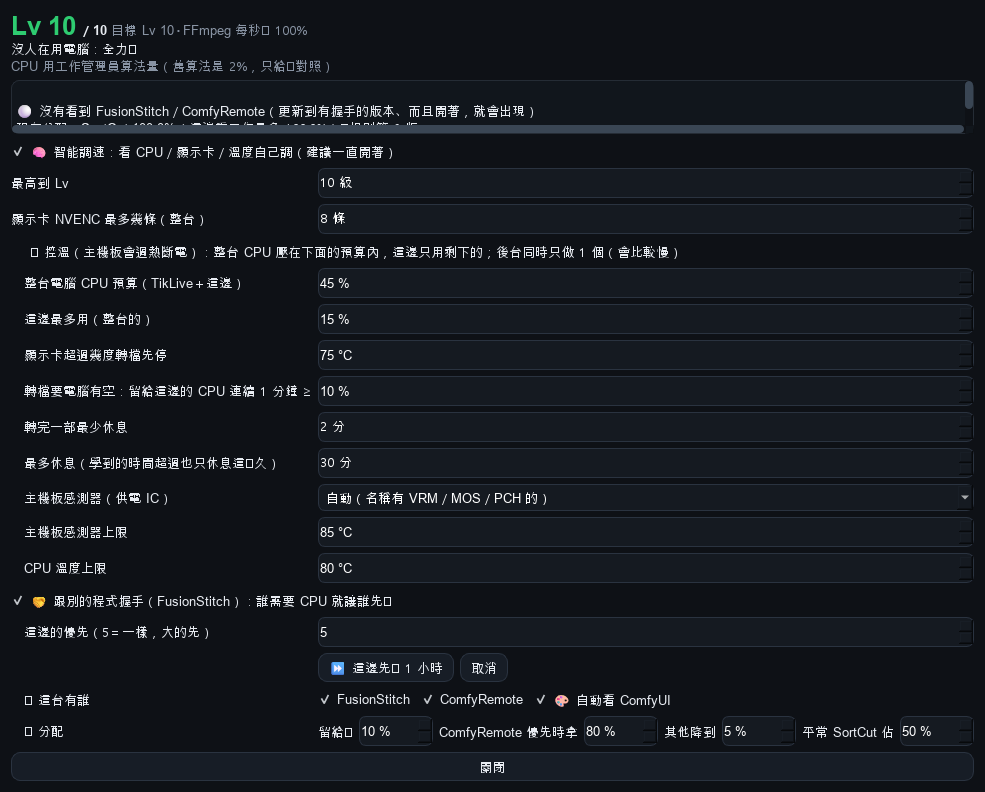 Lv 10 / 10 目標 Lv 10 · FFmpeg 每秒□ 100%
沒人在用電腦：全力□
CPU 用工作管理員算法量（舊算法是 2%，只給□對照）
沒有看到 FusionStitch / ComfyRemote（更新到有握手的版本、而且開著，就會出現）
✓ 🧠 智能調速：看 CPU / 顯示卡 / 溫度自己調（建議一直開著）
最高到 Lv 10 級
顯示卡 NVENC 最多幾條（整台） 8 條
□ 控溫（主機板會過熱斷電）：整台 CPU 壓在下面的預算內，這邊只用剩下的；後台同時只做 1 個（會比較慢）
整台電腦 CPU 預算（TikLive＋這邊） 45 %
這邊最多用（整台的） 15 %
顯示卡超過幾度轉檔先停 75 °C
轉檔要電腦有空：留給這邊的 CPU 連續 1 分鐘 ≥ 10 %
轉完一部最少休息 2 分
最多休息（學到的時間超過也只休息這□久） 30 分
主機板感測器（供電 IC） 自動（名稱有 VRM / MOS / PCH 的）
主機板感測器上限 85 °C
CPU 溫度上限 80 °C
✓ 🤝 跟別的程式握手（FusionStitch）：誰需要 CPU 就讓誰先□
這邊的優先（5＝一樣，大的先） 5
⏩ 這邊先□ 1 小時 取消
□ 這台有誰 ✓ FusionStitch ✓ ComfyRemote ✓ 🎨 自動看 ComfyUI
□ 分配 留給□ 10 % ComfyRemote 優先時拿 80 % 其他降到 5 % 平常 SortCut 佔 50 %
關閉